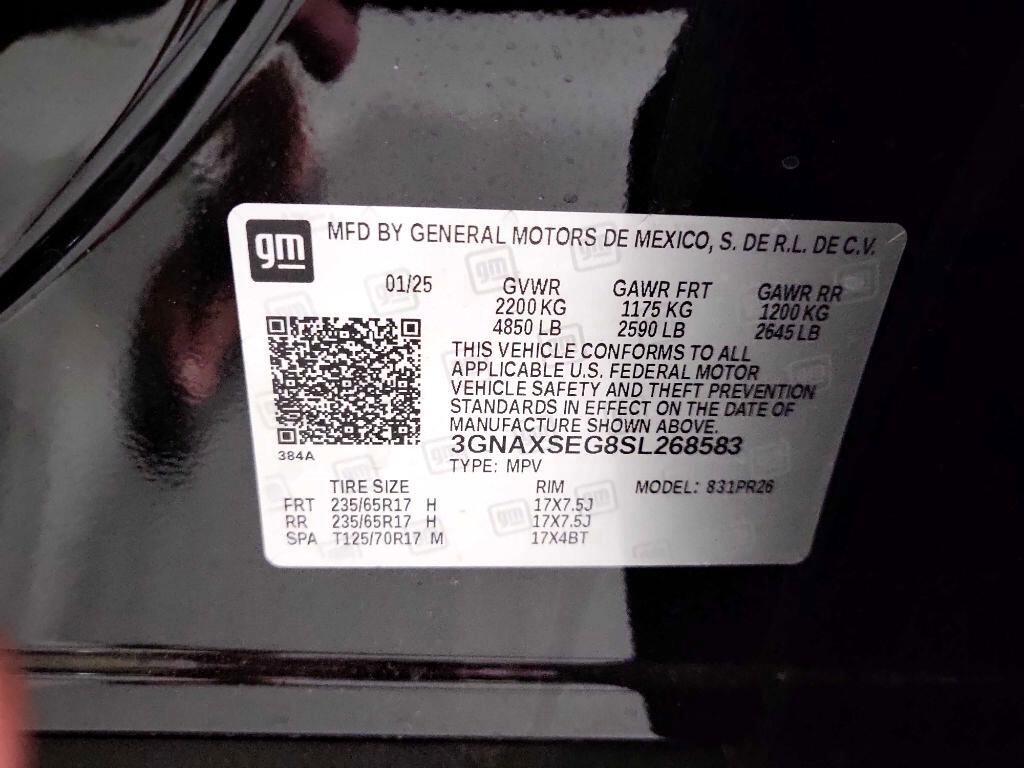 gm MFD BY GENERAL MOTORS DE MEXICO, S. DE R.L. DE C.V.
01/25 GVWR GAWR FRT GAWR RR
2200 KG 1175 KG 1200 KG
4850 LB 2590 LB 2645 LB
THIS VEHICLE CONFORMS TO ALL
APPLICABLE U.S. FEDERAL MOTOR
VEHICLE SAFETY AND THEFT PREVENTION
STANDARDS IN EFFECT ON THE DATE OF
MANUFACTURE SHOWN ABOVE.
3GNAXSEG8SL268583
384A
TYPE: MPV
TIRE SIZE RIM MODEL: 831PR26
FRT 235/65R17 H 17X7.5J
RR 235/65R17 H 17X7.5J
SPA T125/70R17 M 17X4BT